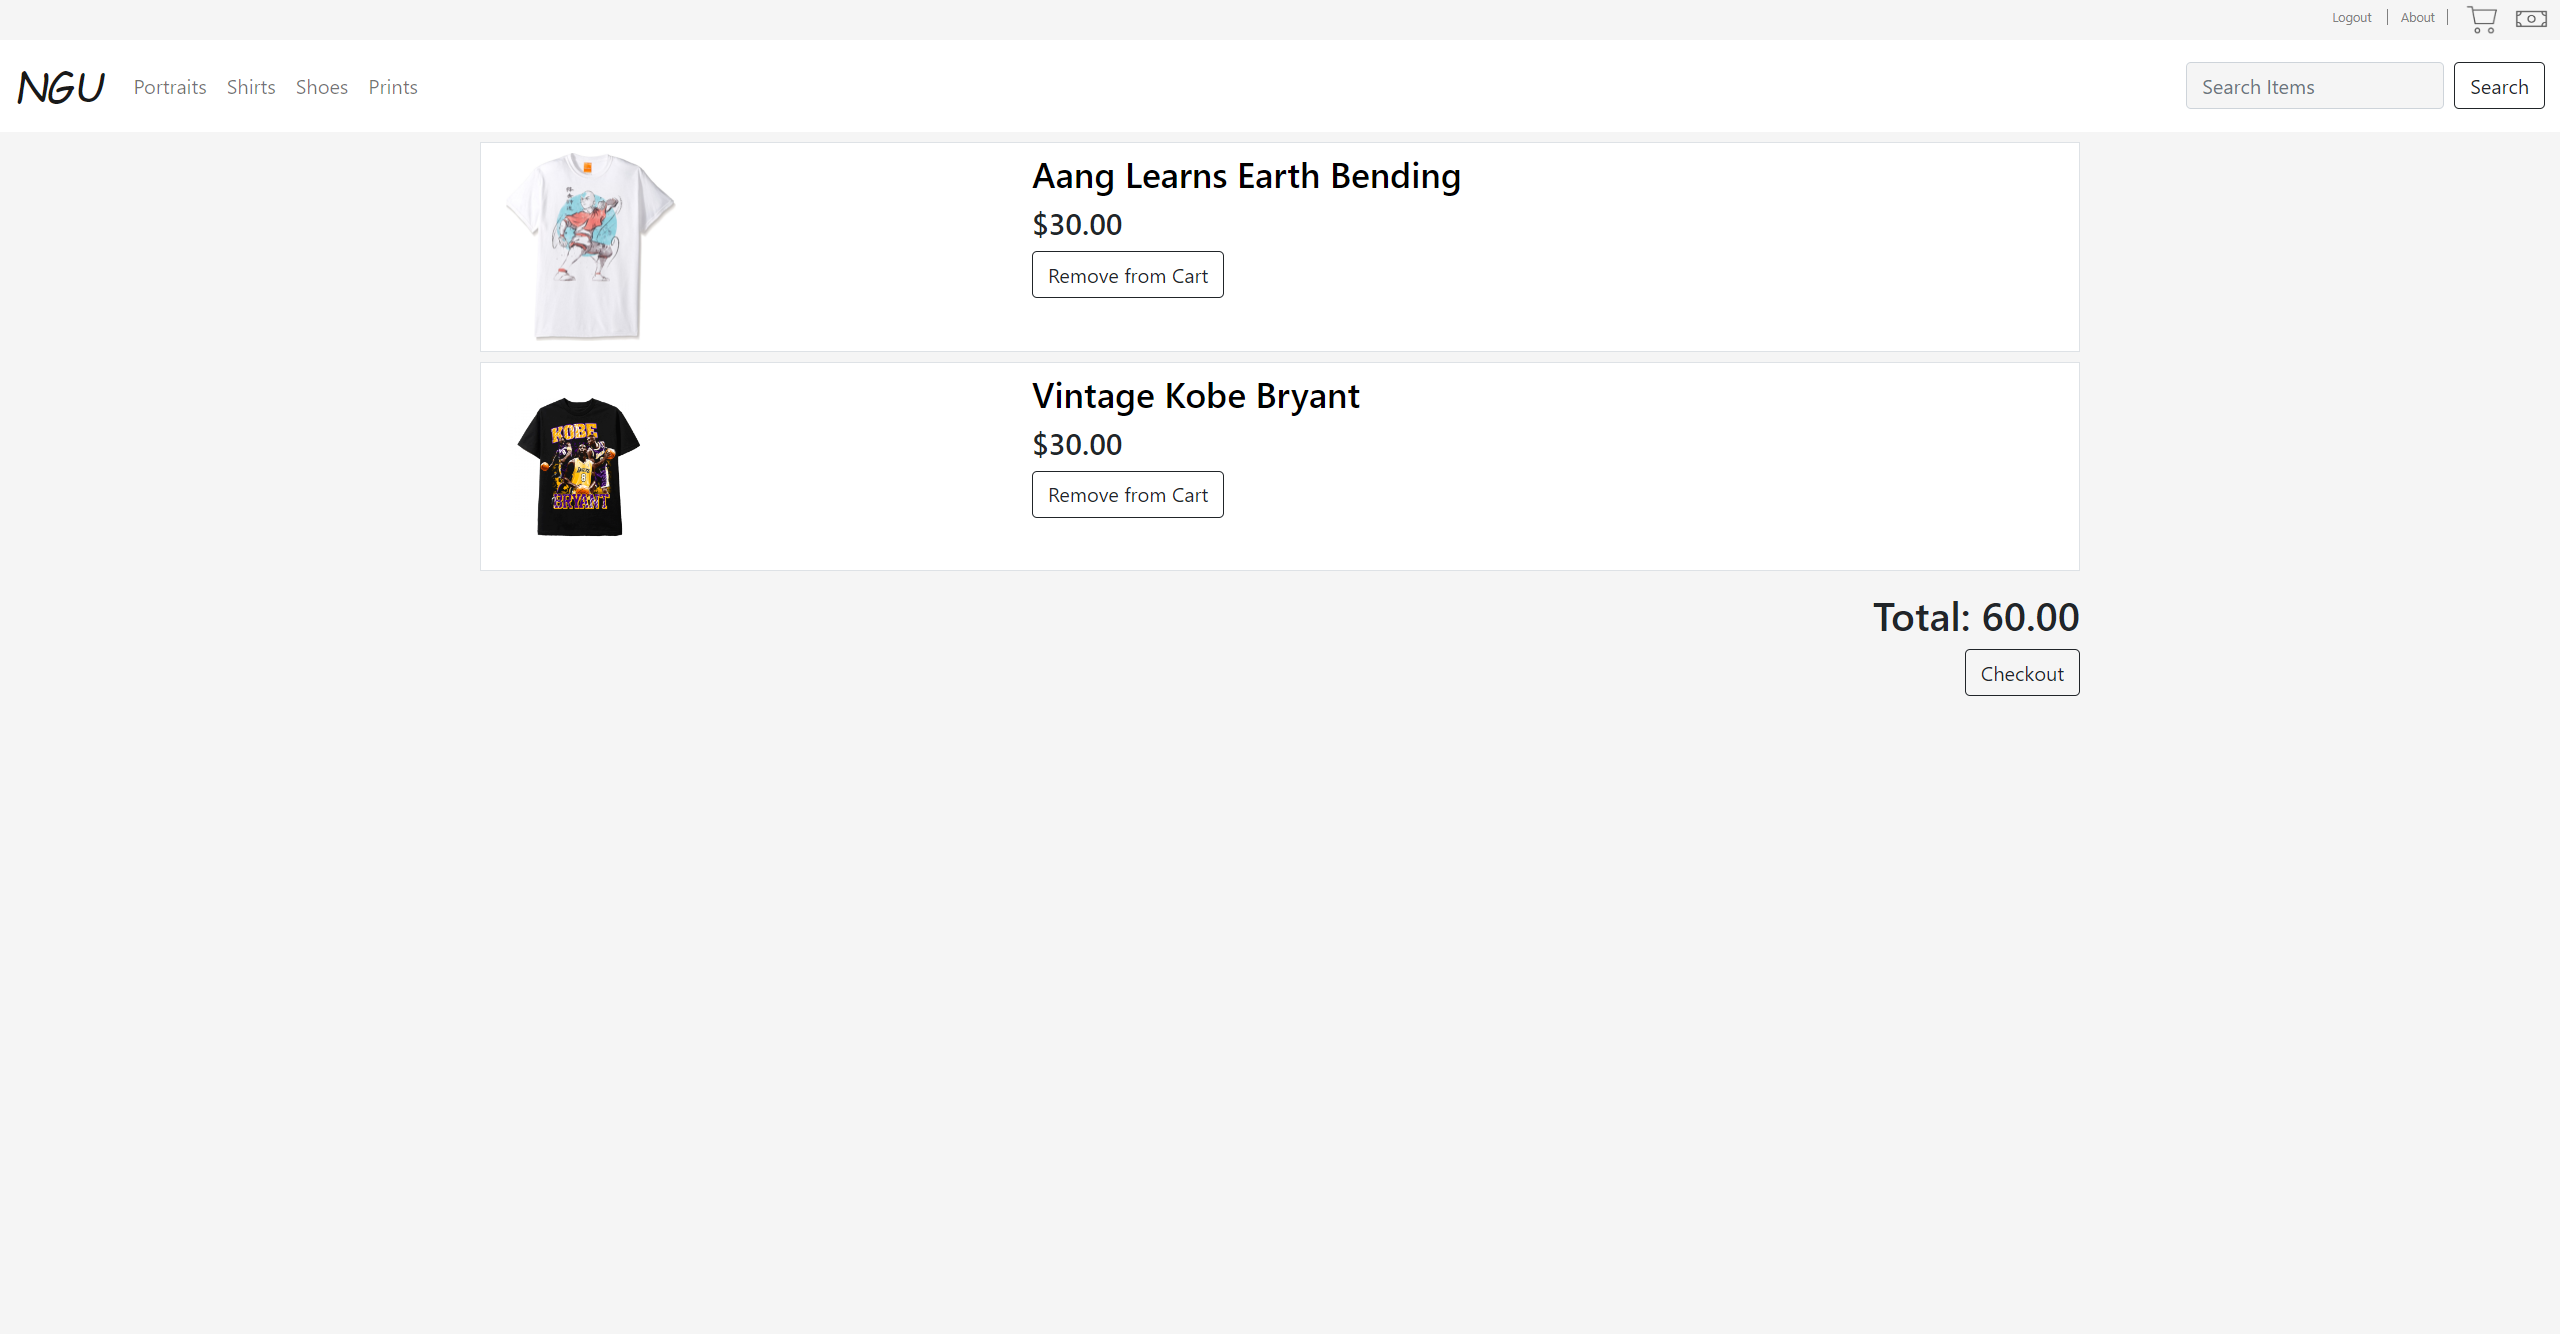 Logout | About |
NGU Portraits Shirts Shoes Prints Search Items Search
Aang Learns Earth Bending
$30.00
Remove from Cart
Vintage Kobe Bryant
$30.00
Remove from Cart
KOBE
BRYANT
Total: 60.00
Checkout